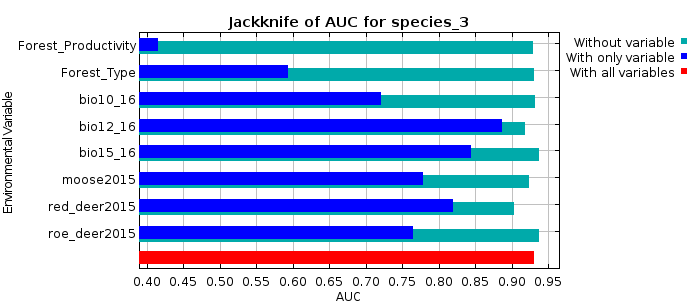 Jackknife of AUC for species_3
Without variable
With only variable
With all variables
Environmental Variable
Forest_Productivity
Forest_Type
bio10_16
bio12_16
bio15_16
moose2015
red_deer2015
roe_deer2015
0.40 0.45 0.50 0.55 0.60 0.65 0.70 0.75 0.80 0.85 0.90 0.95
AUC